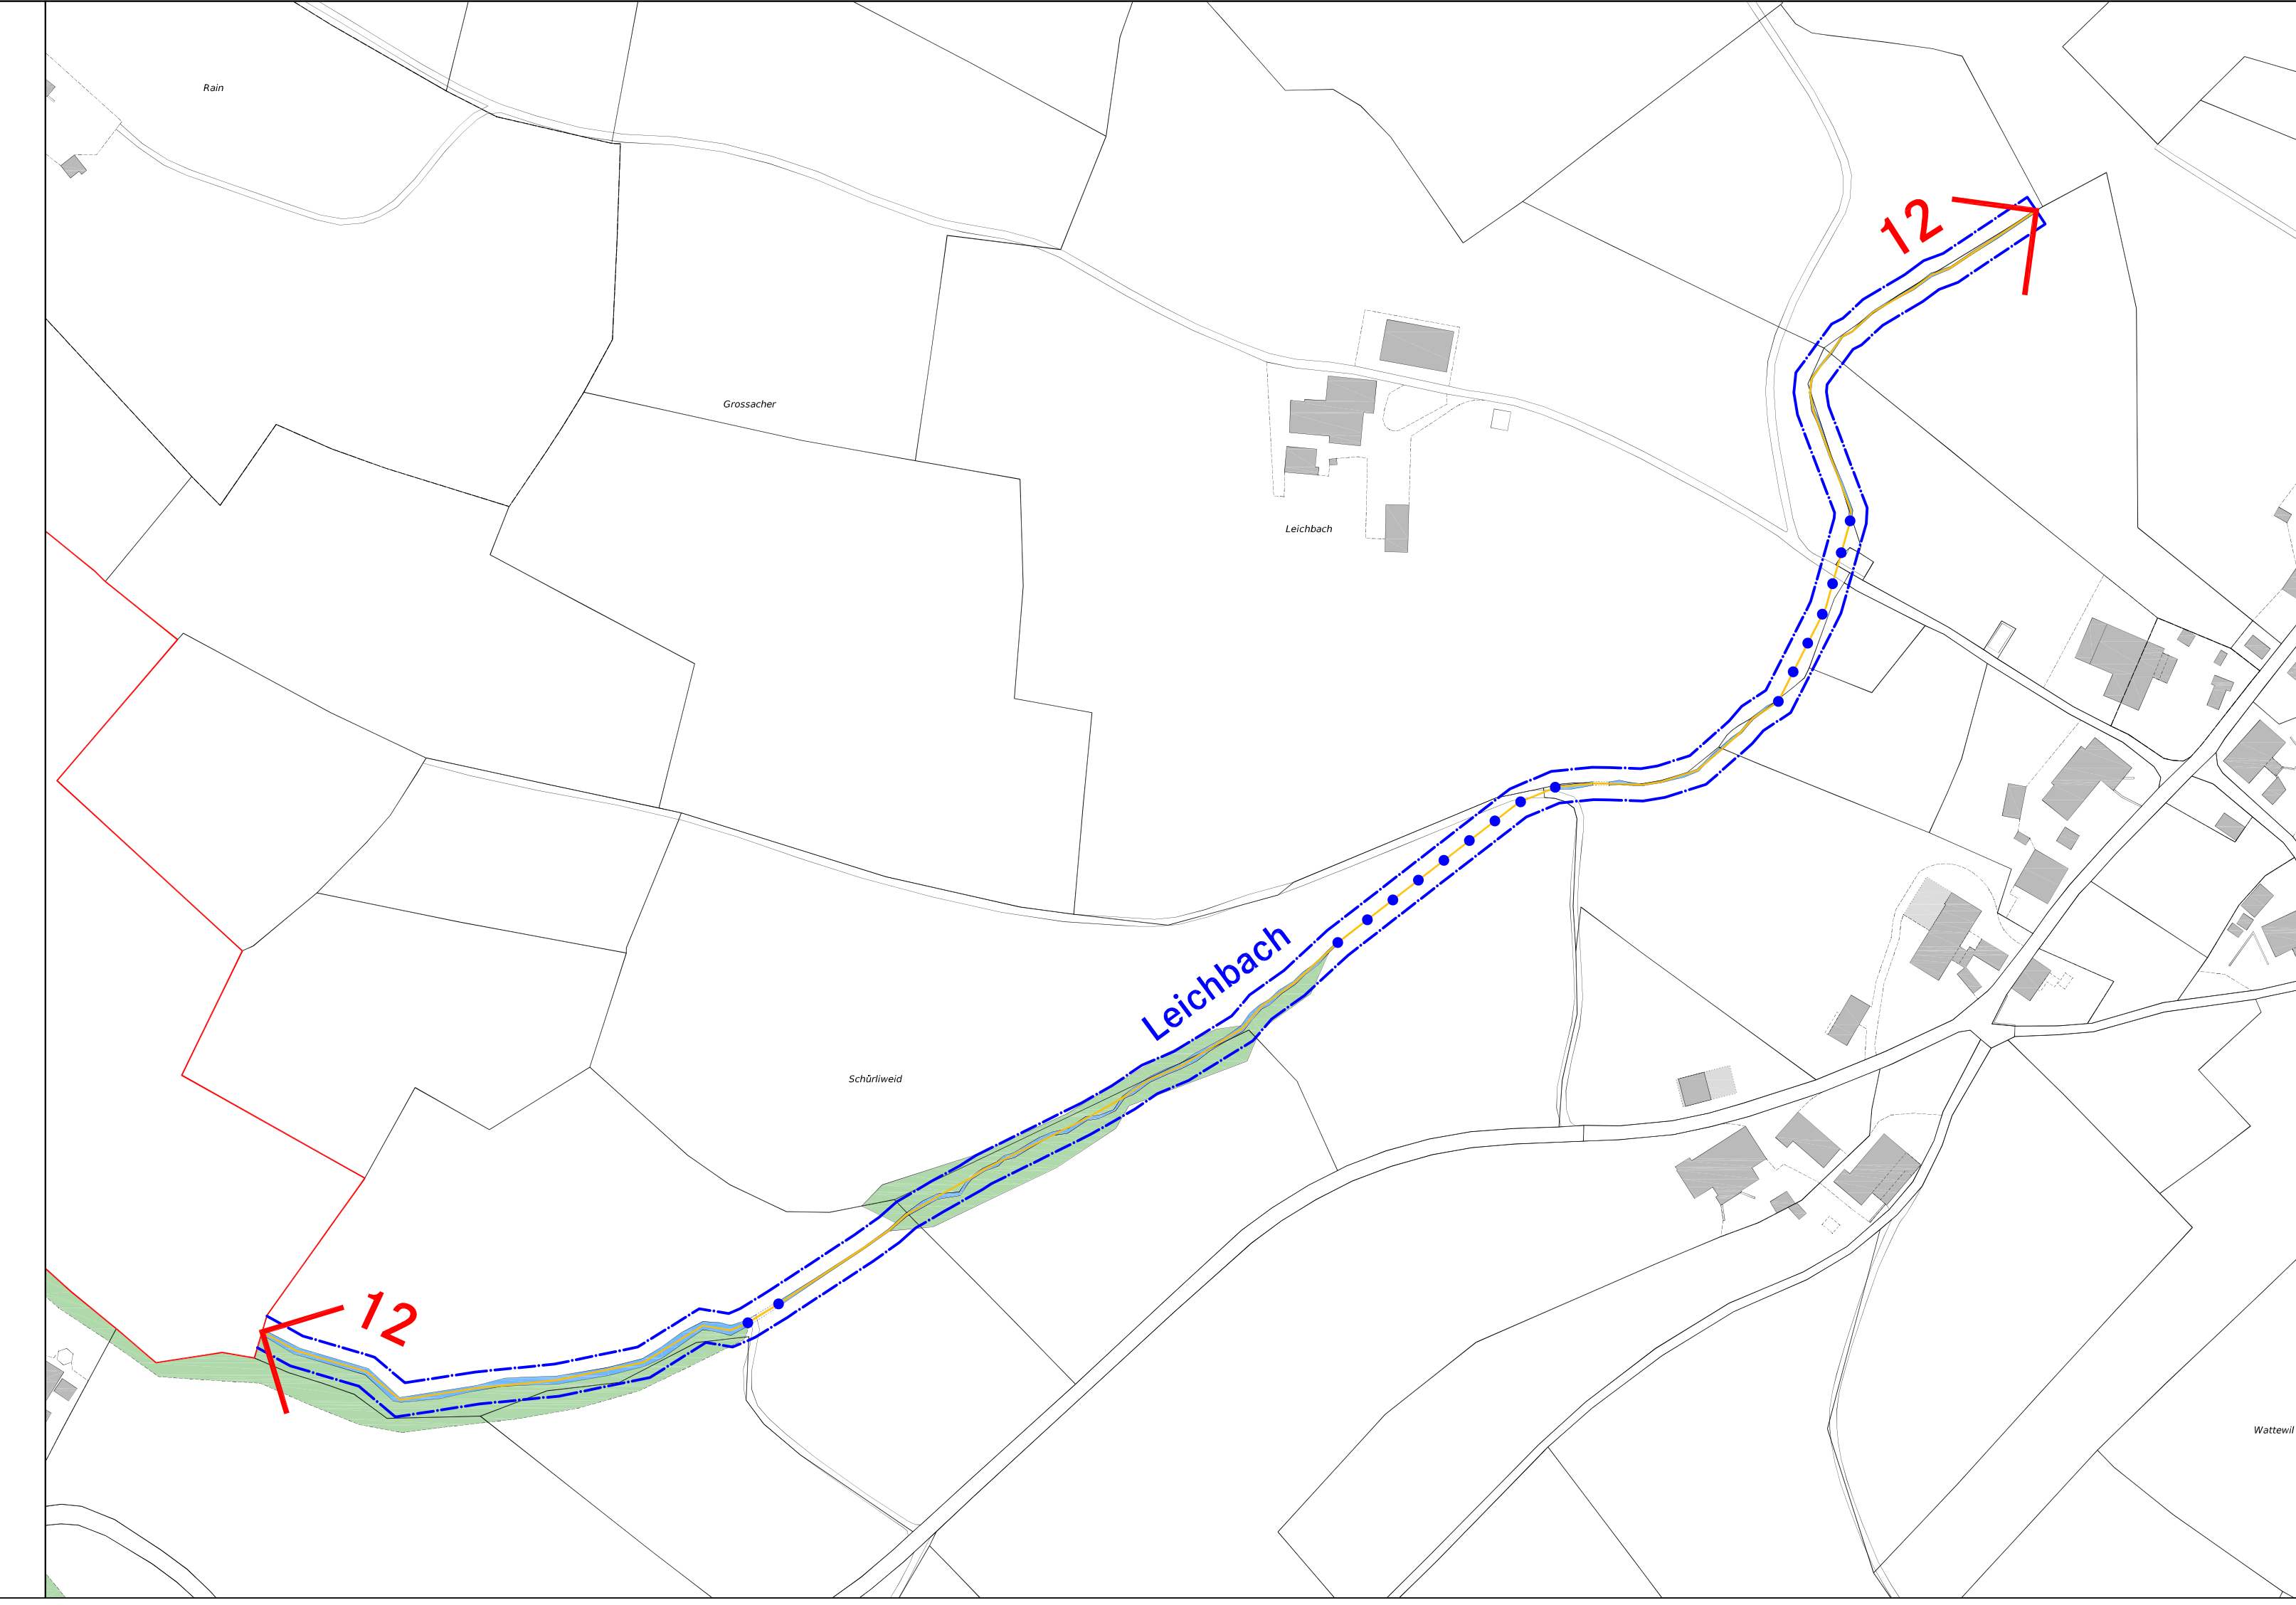 Rain
12
Grossacher
Leichbach
Leichbach
Schürliweid
12
Wattewil